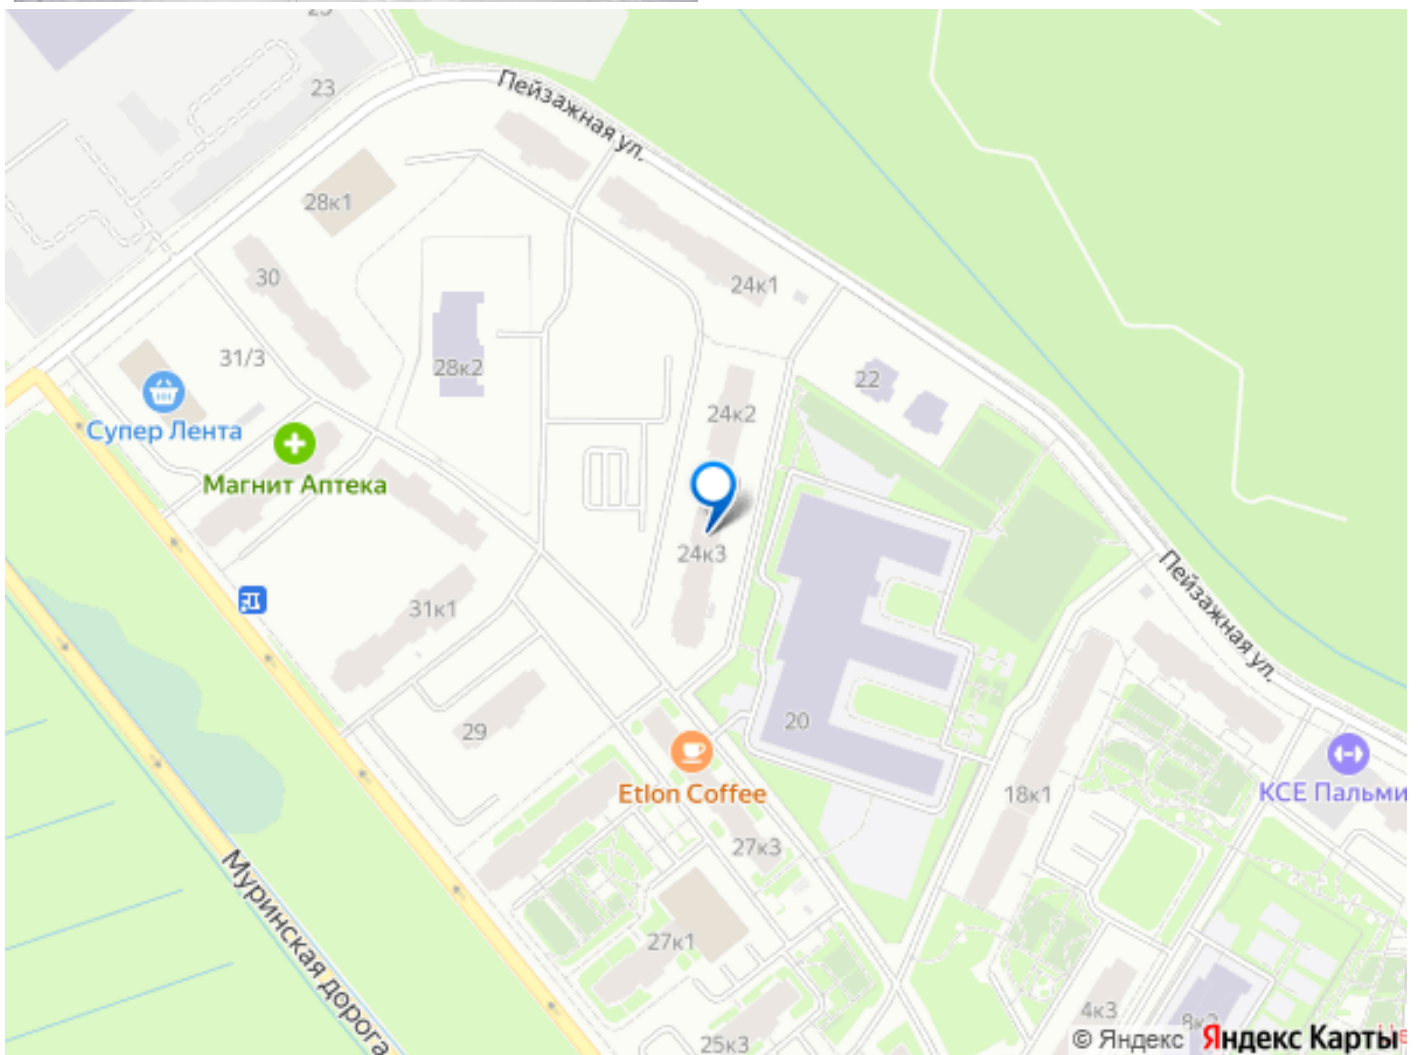 23
Пейзажная ул.
28к1
30
24к1
31/3
28к2
22
24к2
Супер Лента
Магнит Аптека
24к3
Пейзажная ул.
31к1
29
20
Etlon Coffee
18к1
КСЕ Пальми
27к3
Муринская дорога
27к1
4к3
25к3
© Яндекс Яндекс Карты